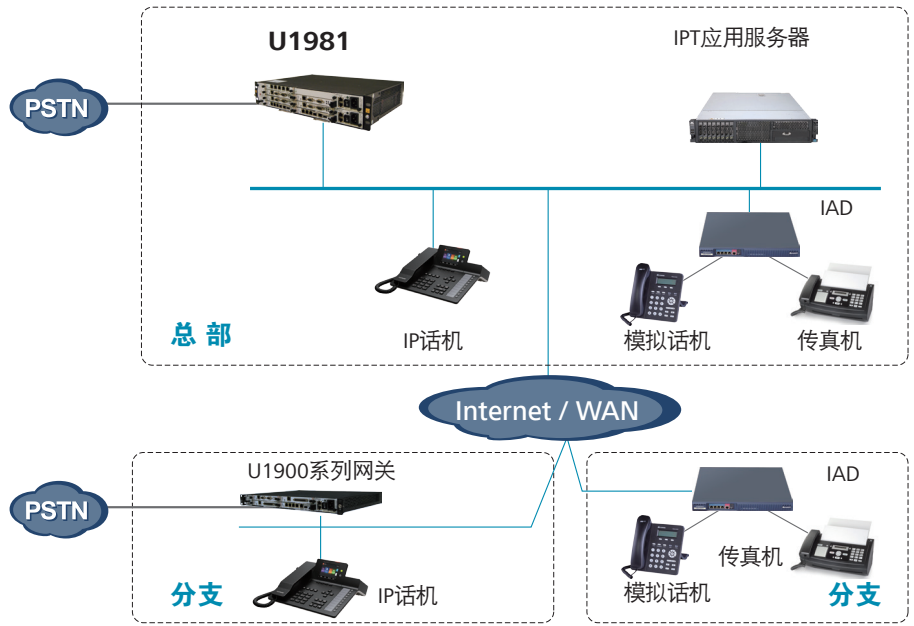 U1981
IPT应用服务器
PSTN
IAD
总 部
IP话机
模拟话机
传真机
Internet / WAN
U1900系列网关
IAD
PSTN
传真机
分支
IP话机
模拟话机
分支